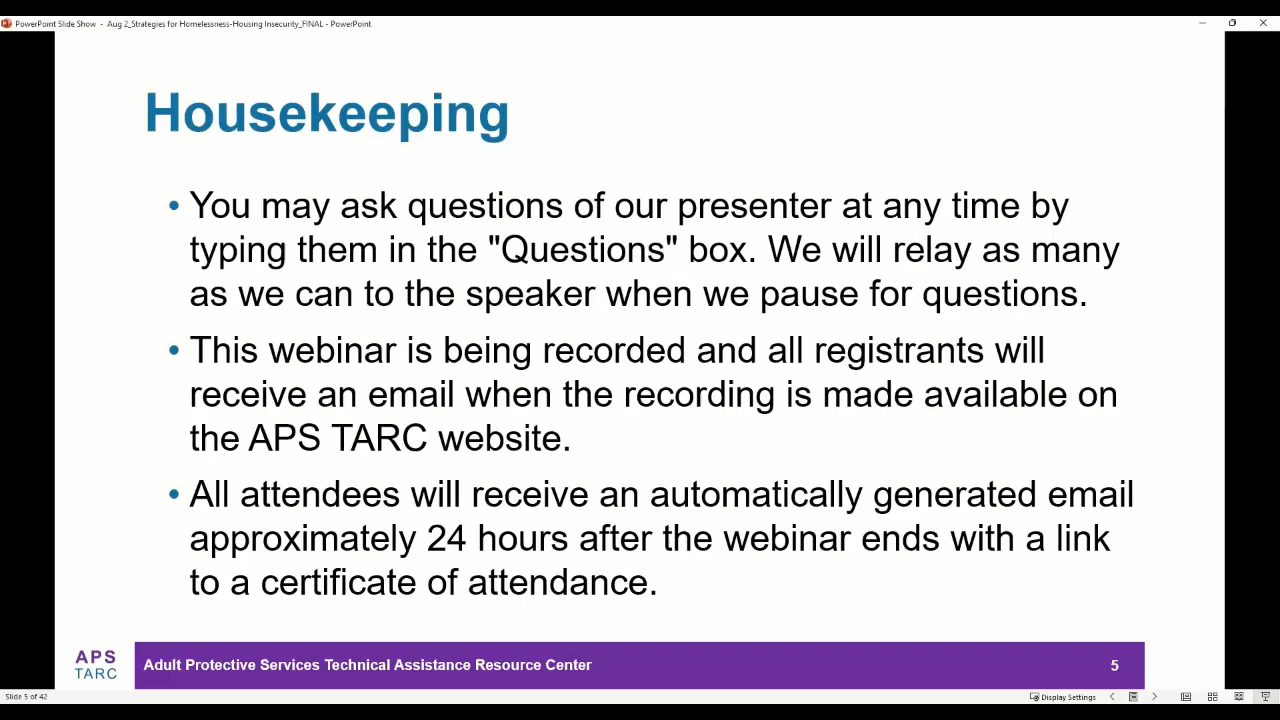 PowerPoint Slide Show - Aug 2_Strategies for Homelessness-Housing Insecurity_FINAL - PowerPoint
Housekeeping
• You may ask questions of our presenter at any time by
typing them in the "Questions" box. We will relay as many
as we can to the speaker when we pause for questions.
• This webinar is being recorded and all registrants will
receive an email when the recording is made available on
the APS TARC website.
• All attendees will receive an automatically generated email
approximately 24 hours after the webinar ends with a link
to a certificate of attendance.
APS
TARC
Adult Protective Services Technical Assistance Resource Center
5
Slide 5 of 42
Display Settings